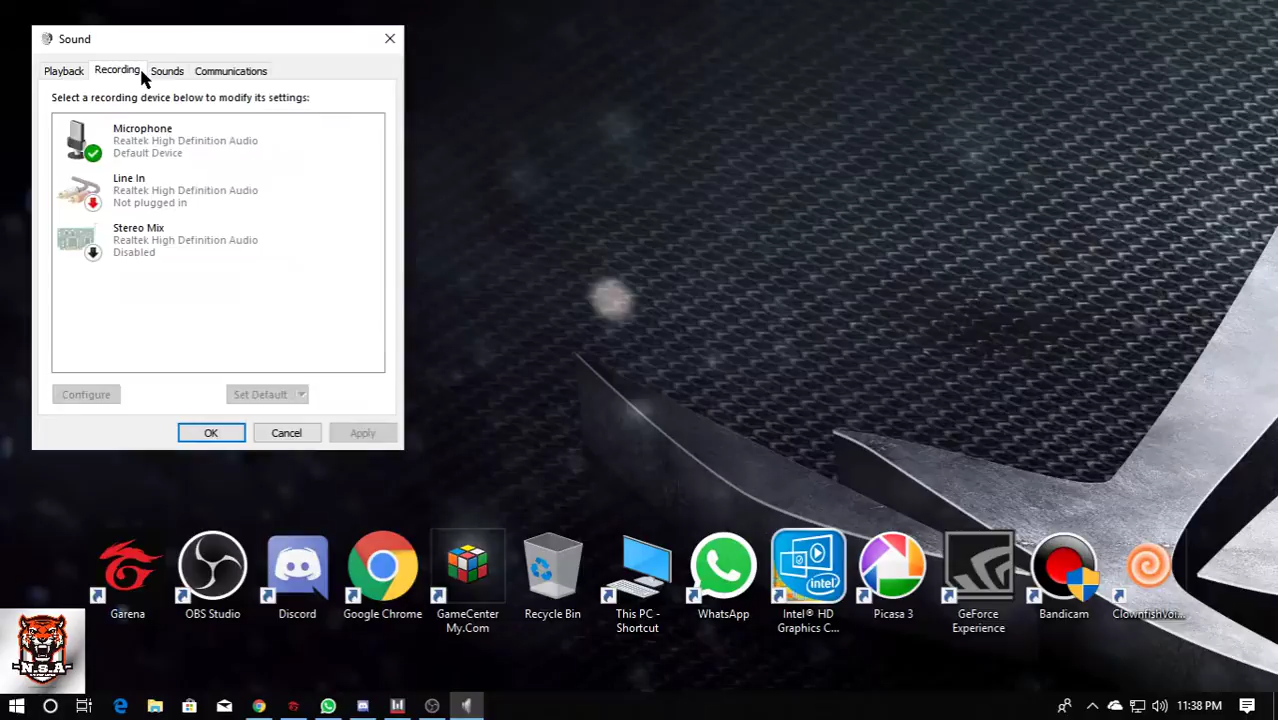 Sound
Playback
Recording
Sounds
Communications
Select a recording device below to modify its settings:
Microphone
Realtek High Definition Audio
Default Device
Line In
Realtek High Definition Audio
Not plugged in
Stereo Mix
Realtek High Definition Audio
Disabled
Configure
Set Default
OK
Cancel
Apply
Garena
OBS Studio
Discord
Google Chrome
GameCenter
My.Com
Recycle Bin
This PC -
Shortcut
WhatsApp
intel
Intel® HD
Graphics C...
Picasa 3
GeForce
Experience
Bandicam
ClownfishVoi...
N.S.A
11:38 PM